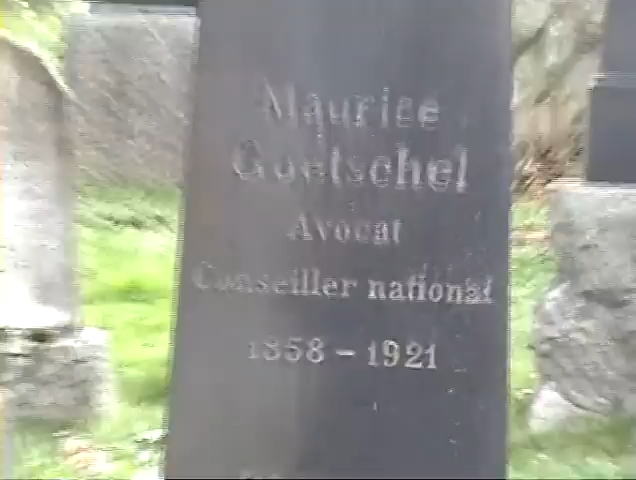 Maurice
Goetschel
Avocat
Conseiller national
1858 - 1921